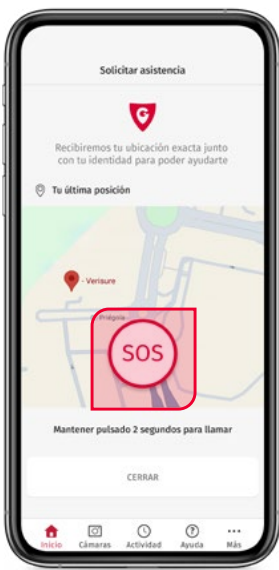 Solicitar asistencia
G
Recibiremos tu ubicación exacta junto
con tu identidad para poder ayudarte
Tu última posición
- Verisure
SOS
Mantener pulsado 2 segundos para llamar
CERRAR
Inicio Cámaras Actividad Ayuda Más